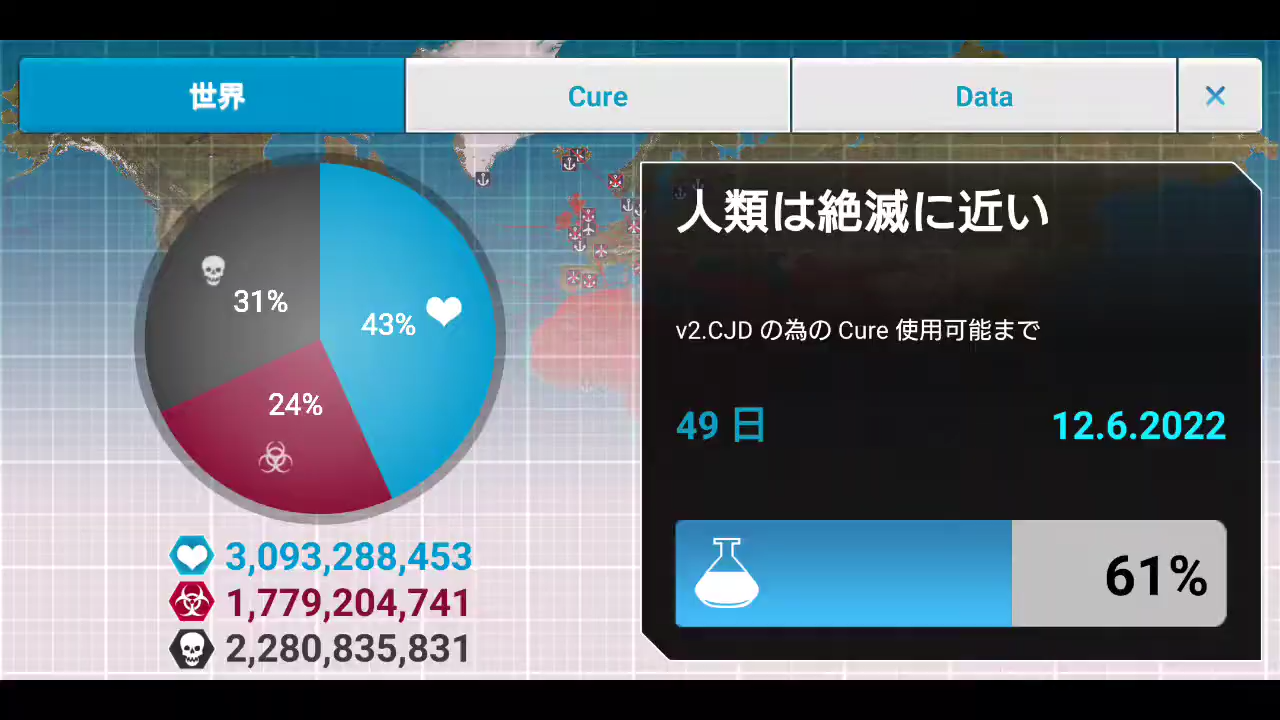 世界
Cure
Data
×
人類は絶滅に近い
v2.CJD の為の Cure 使用可能まで
49 日
12.6.2022
61%
31%
43%
24%
3,093,288,453
1,779,204,741
2,280,835,831